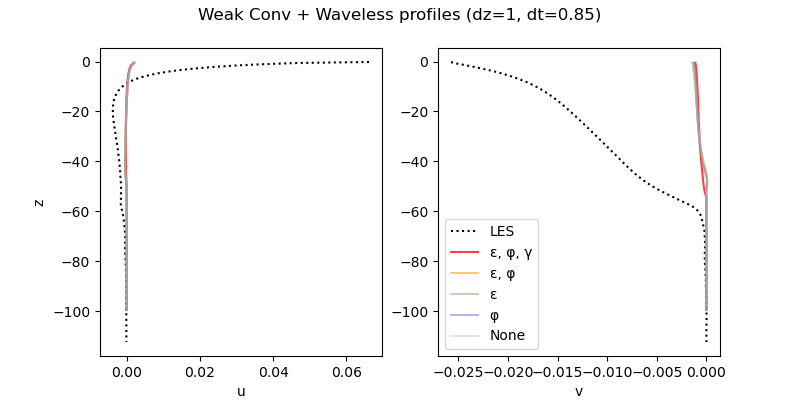 Weak Conv + Waveless profiles (dz=1, dt=0.85)
0
−20
−40
−60
−80
−100
z
0.00 0.02 0.04 0.06
u
0
−20
−40
−60
−80
−100
LES
ε, φ, γ
ε, φ
ε
φ
None
−0.025−0.020−0.015−0.010−0.005 0.000
v